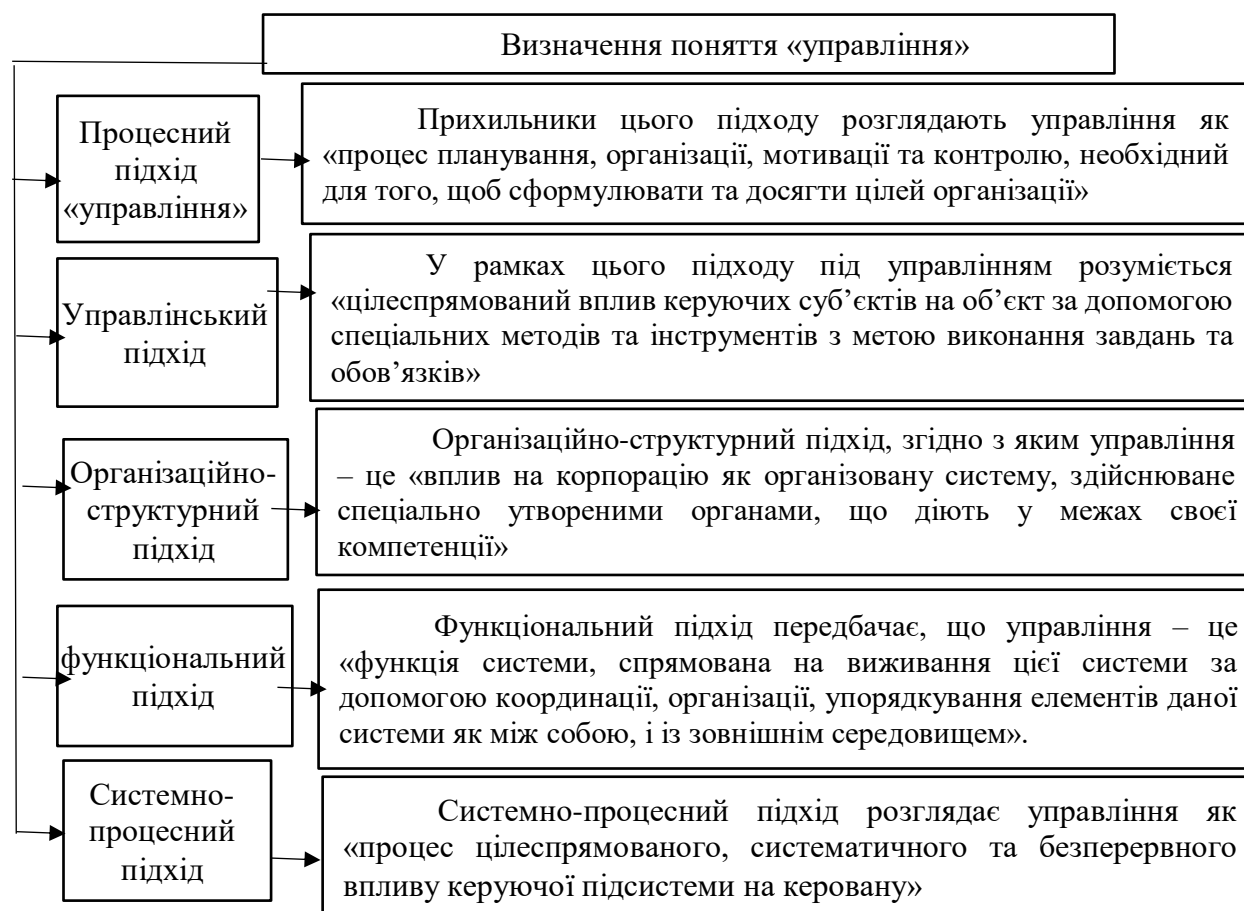 Визначення поняття «управління»
Процесний
підхід
«управління»
Прихильники цього підходу розглядають управління як
«процес планування, організації, мотивації та контролю, необхідний
для того, щоб сформулювати та досягти цілей організації»
Управлінський
підхід
У рамках цього підходу під управлінням розуміється
«цілеспрямований вплив керуючих суб’єктів на об’єкт за допомогою
спеціальних методів та інструментів з метою виконання завдань та
обов’язків»
Організаційно-
структурний
підхід
Організаційно-структурний підхід, згідно з яким управління
– це «вплив на корпорацію як організовану систему, здійснюване
спеціально утвореними органами, що діють у межах своєї
компетенції»
функціональний
підхід
Функціональний підхід передбачає, що управління – це
«функція системи, спрямована на виживання цієї системи за
допомогою координації, організації, упорядкування елементів даної
системи як між собою, і із зовнішнім середовищем».
Системно-
процесний
підхід
Системно-процесний підхід розглядає управління як
«процес цілеспрямованого, систематичного та безперервного
впливу керуючої підсистеми на керовану»